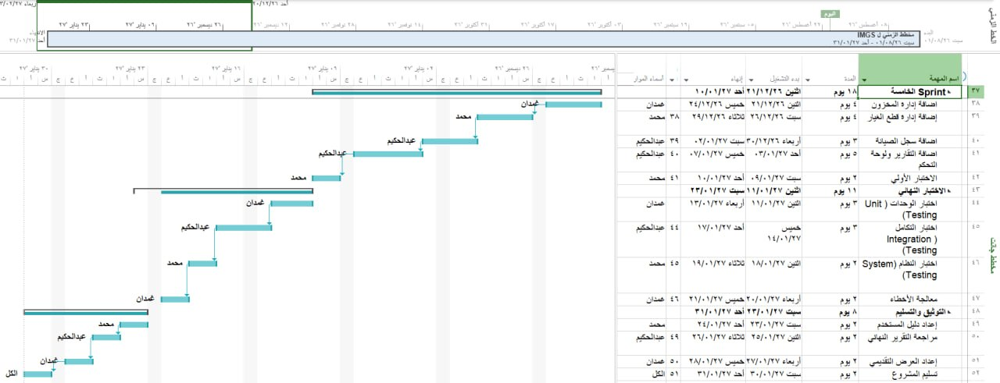 أحد ٢٠/١٢/٢٦
أربعاء ٠٣/٠٢/٢٧
اليوم
الخط الزمني
٠٨ أغسطس '٢٦
٢٢ أغسطس '٢٦
٠٥ سبتمبر '٢٦
١٦ سبتمبر '٢٦
٠٣ أكتوبر '٢٦
١٧ أكتوبر '٢٦
٣١ أكتوبر '٢٦
١٤ نوفمبر '٢٦
١٩ ديسمبر '٢٦
٢٦ ديسمبر '٢٦
٠٩ يناير '٢٧
٢٣ يناير '٢٧
البدء
سبت ٠١/٠٨/٢٦
مخطط الزمني ل IMGS
سبت ٠١/٠٨/٢٦ - أحد ٣١/٠١/٢٧
الانتهاء
أحد ٣١/٠١/٢٧
اسم المهمة المدة بدء التشغيل إنهاء أسماء الموارد
٣٧ Sprint الخامسة ١٨ يوم اثنين ٢١/١٢/٢٦ أحد ١٠/٠١/٢٧
٣٨ اضافة إدارة المخزون ٤ يوم اثنين ٢١/١٢/٢٦ خميس ٢٤/١٢/٢٦ غمدان
٣٩ إضافة إدارة قطع الغيار ٤ يوم سبت ٢٦/١٢/٢٦ ثلاثاء ٢٩/١٢/٢٦ ٣٨ محمد
٤٠ اضافة سجل الصيانة ٣ يوم أربعاء ٣٠/١٢/٢٦ سبت ٠٢/٠١/٢٧ ٣٩ عبدالحكيم
٤١ اضافة التقارير ولوحة ٥ يوم أحد ٠٣/٠١/٢٧ خميس ٠٧/٠١/٢٧ ٤٠ عبدالحكيم
التحكم
٤٢ الاختبار الأولي ٢ يوم سبت ٠٩/٠١/٢٧ أحد ١٠/٠١/٢٧ ٤١ محمد
٤٣ الاختبار النهائي ١١ يوم اثنين ١١/٠١/٢٧ سبت ٢٣/٠١/٢٧
٤٤ اختبار الوحدات ( Unit ٣ يوم اثنين ١١/٠١/٢٧ أربعاء ١٣/٠١/٢٧ غمدان
Testing)
٤٥ اختبار التكامل ٣ يوم خميس أحد ١٧/٠١/٢٧ ٤٤ عبدالحكيم
( Integration ١٤/٠١/٢٧
Testing)
٤٦ اختبار النظام (System ٢ يوم اثنين ١٨/٠١/٢٧ ثلاثاء ١٩/٠١/٢٧ ٤٥ محمد
Testing)
٤٧ معالجة الأخطاء ٢ يوم أربعاء ٢٠/٠١/٢٧ خميس ٢١/٠١/٢٧ ٤٦ غمدان
٤٨ التوثيق والتسليم ٨ يوم سبت ٢٣/٠١/٢٧ أحد ٣١/٠١/٢٧
٤٩ إعداد دليل المستخدم ٢ يوم سبت ٢٣/٠١/٢٧ أحد ٢٤/٠١/٢٧ محمد
٥٠ مراجعة التقرير النهائي ٢ يوم اثنين ٢٥/٠١/٢٧ ثلاثاء ٢٦/٠١/٢٧ ٤٩ عبدالحكيم
٥١ إعداد العرض التقديمي ٢ يوم أربعاء ٢٧/٠١/٢٧ خميس ٢٨/٠١/٢٧ ٥٠ غمدان
٥٢ تسليم المشروع ٢ يوم سبت ٣٠/٠١/٢٧ أحد ٣١/٠١/٢٧ ٥١ الكل
مخطط جانت
٢٦ ديسمبر '٢٦
٠٢ يناير '٢٧
٠٩ يناير '٢٧
١٦ يناير '٢٧
٢٣ يناير '٢٧
٣٠ يناير '٢٧
غمدان
محمد
عبدالحكيم
عبدالحكيم
محمد
غمدان
عبدالحكيم
محمد
غمدان
محمد
عبدالحكيم
غمدان
الكل